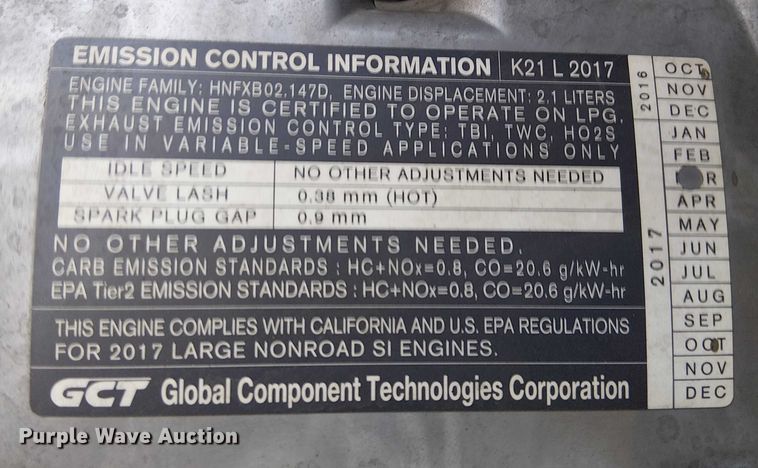 EMISSION CONTROL INFORMATION K21 L 2017
ENGINE FAMILY: HNFXB02.147D, ENGINE DISPLACEMENT: 2.1 LITERS
THIS ENGINE IS CERTIFIED TO OPERATE ON LPG.
EXHAUST EMISSION CONTROL TYPE: TBI, TWC, HO2S
USE IN VARIABLE-SPEED APPLICATIONS ONLY
IDLE SPEED NO OTHER ADJUSTMENTS NEEDED
VALVE LASH 0.38 mm (HOT)
SPARK PLUG GAP 0.9 mm
NO OTHER ADJUSTMENTS NEEDED.
CARB EMISSION STANDARDS : HC+NOx=0.8, CO=20.6 g/kW-hr
EPA Tier2 EMISSION STANDARDS : HC+NOx=0.8, CO=20.6 g/kW-hr
THIS ENGINE COMPLIES WITH CALIFORNIA AND U.S. EPA REGULATIONS
FOR 2017 LARGE NONROAD SI ENGINES.
GCT Global Component Technologies Corporation
2016
OCT
NOV
DEC
2017
JAN
FEB
APR
MAY
JUN
JUL
AUG
SEP
OCT
NOV
DEC
Purple Wave Auction